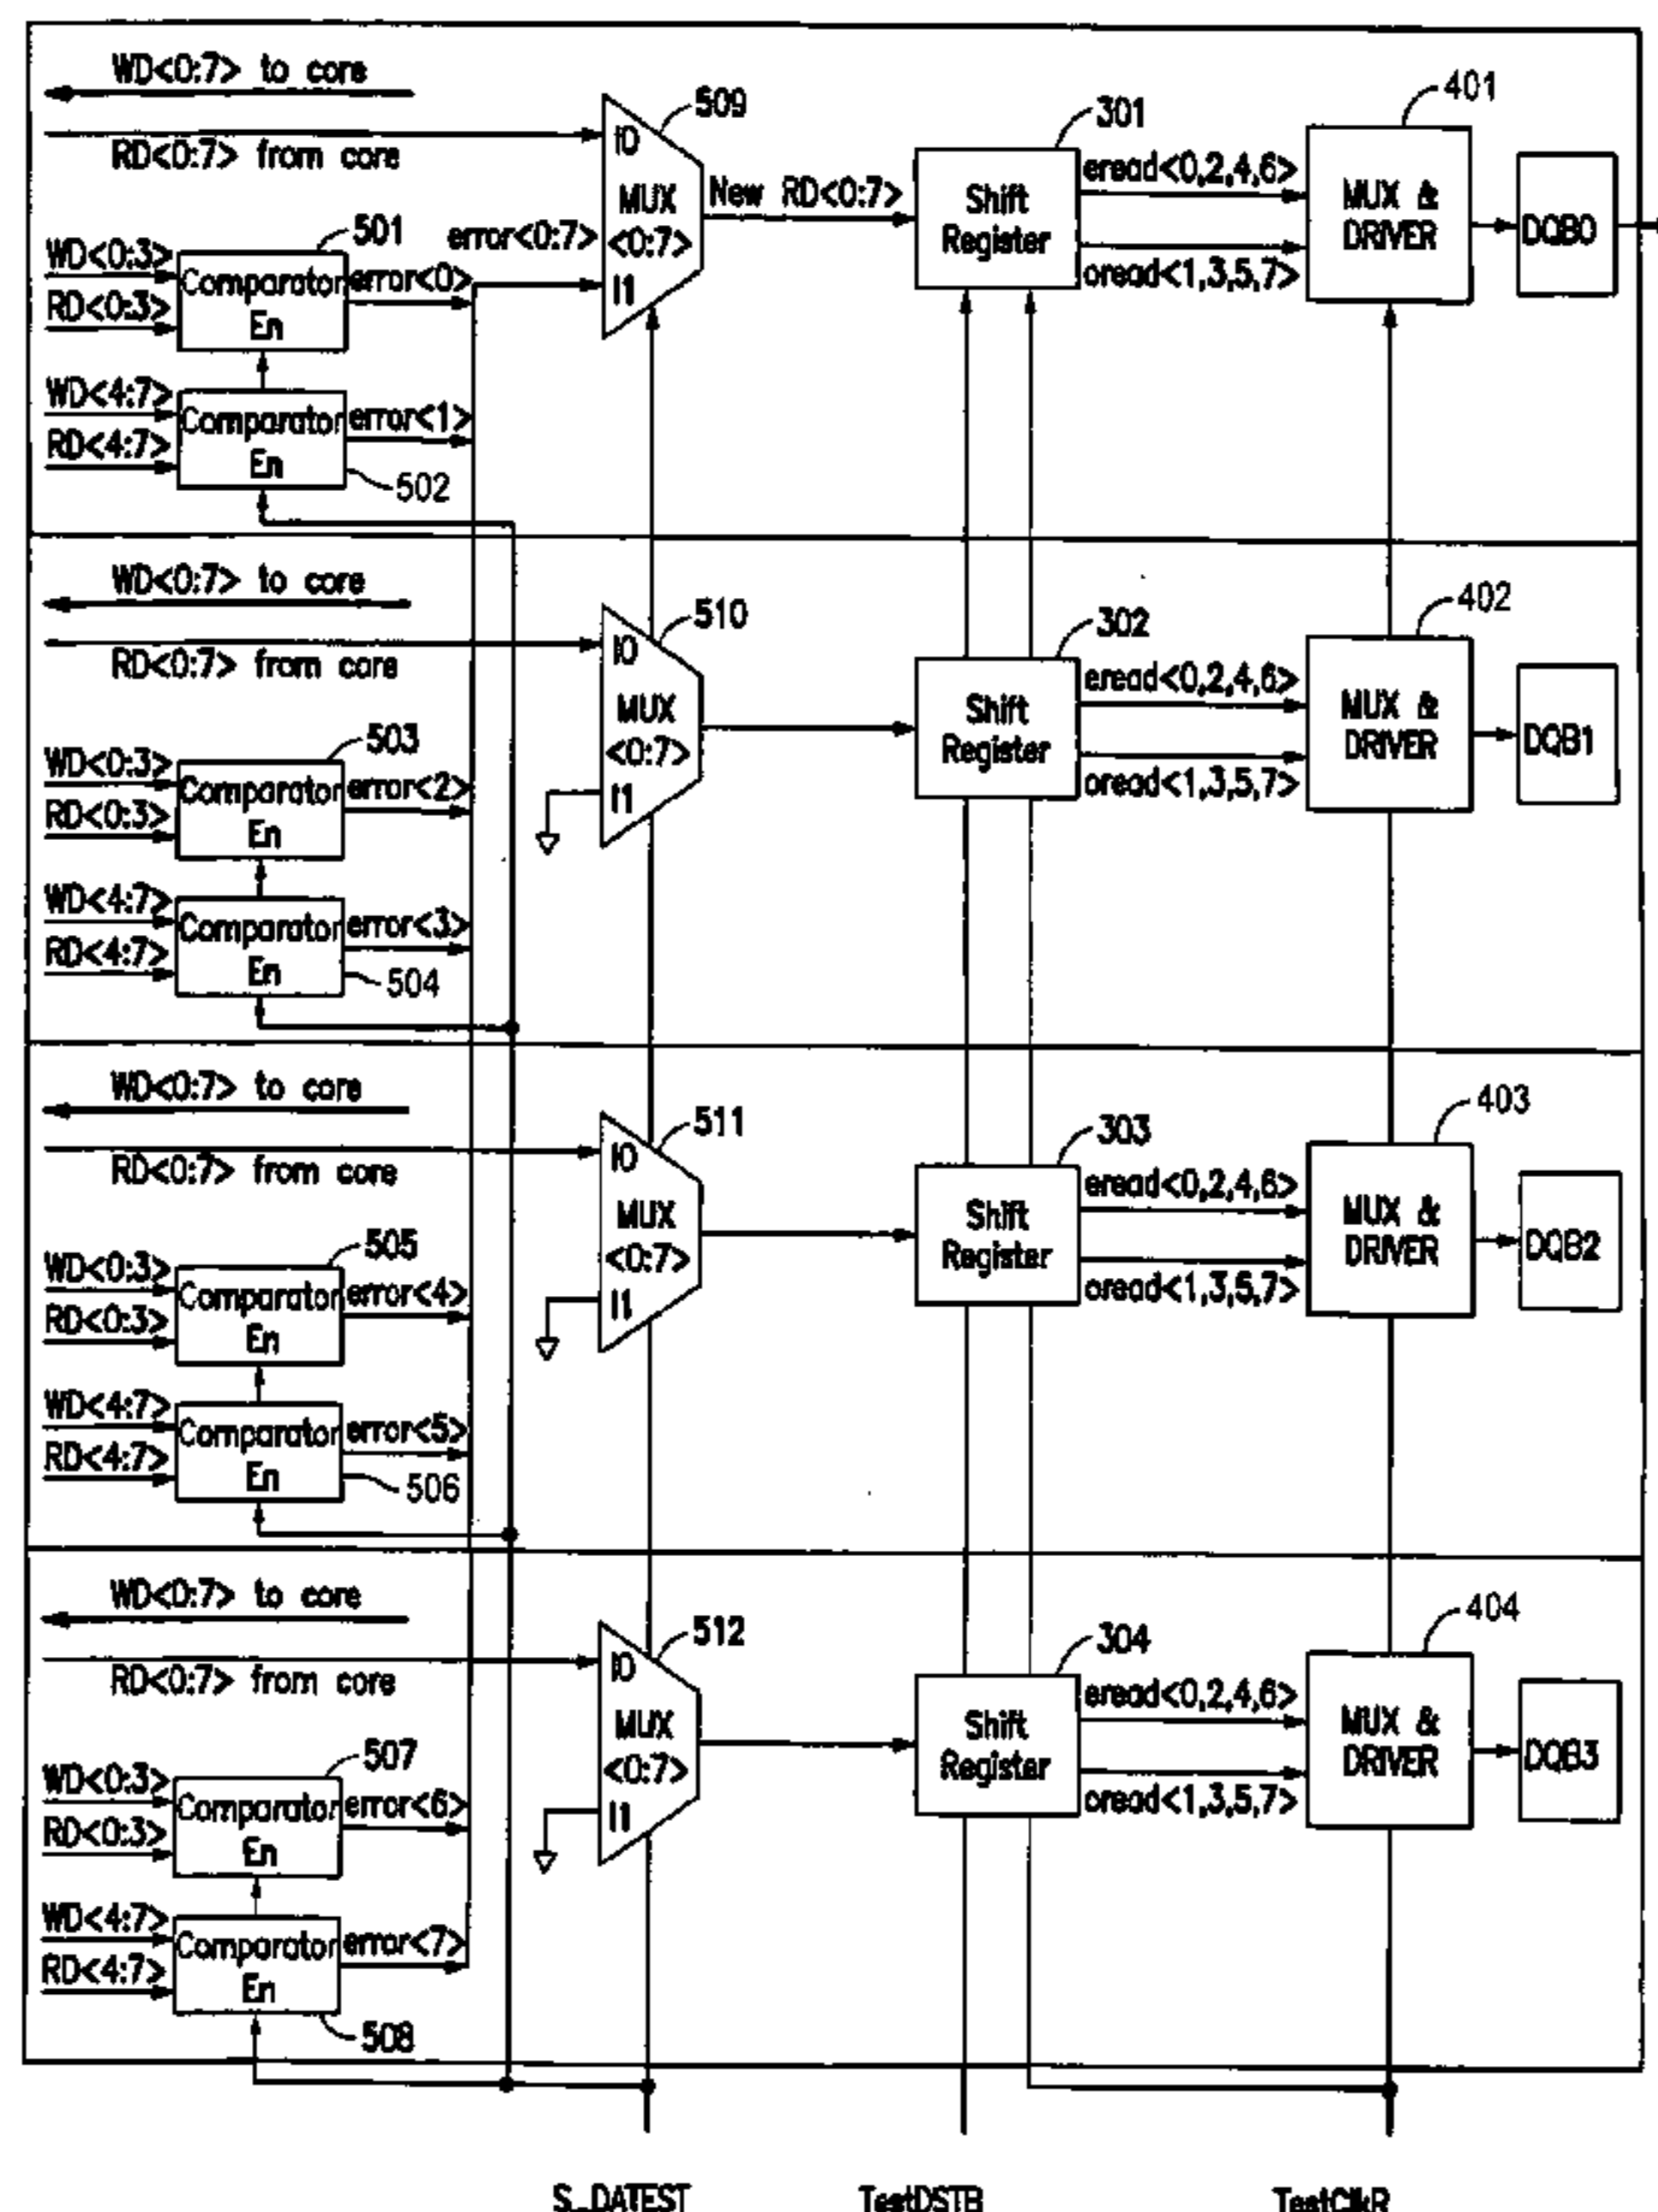 WD<0:7> to core
RD<0:7> from core
509
I0
MUX
<0:7>
I1
New RD<0:7>
301
Shift
Register
eread<0,2,4,6>
oread<1,3,5,7>
401
MUX &
DRIVER
DQB0
501
WD<0:3>
RD<0:3>
Comparator
En
error<0>
error<0:7>
WD<4:7>
RD<4:7>
Comparator
En
error<1>
502
WD<0:7> to core
RD<0:7> from core
510
I0
MUX
<0:7>
I1
302
Shift
Register
eread<0,2,4,6>
oread<1,3,5,7>
402
MUX &
DRIVER
DQB1
503
WD<0:3>
RD<0:3>
Comparator
En
error<2>
WD<4:7>
RD<4:7>
Comparator
En
error<3>
504
WD<0:7> to core
RD<0:7> from core
511
I0
MUX
<0:7>
I1
303
Shift
Register
eread<0,2,4,6>
oread<1,3,5,7>
403
MUX &
DRIVER
DQB2
505
WD<0:3>
RD<0:3>
Comparator
En
error<4>
WD<4:7>
RD<4:7>
Comparator
En
error<5>
506
WD<0:7> to core
RD<0:7> from core
512
I0
MUX
<0:7>
I1
304
Shift
Register
eread<0,2,4,6>
oread<1,3,5,7>
404
MUX &
DRIVER
DQB3
507
WD<0:3>
RD<0:3>
Comparator
En
error<6>
WD<4:7>
RD<4:7>
Comparator
En
error<7>
508
S_DATEST
TestDSTB
TestClkR